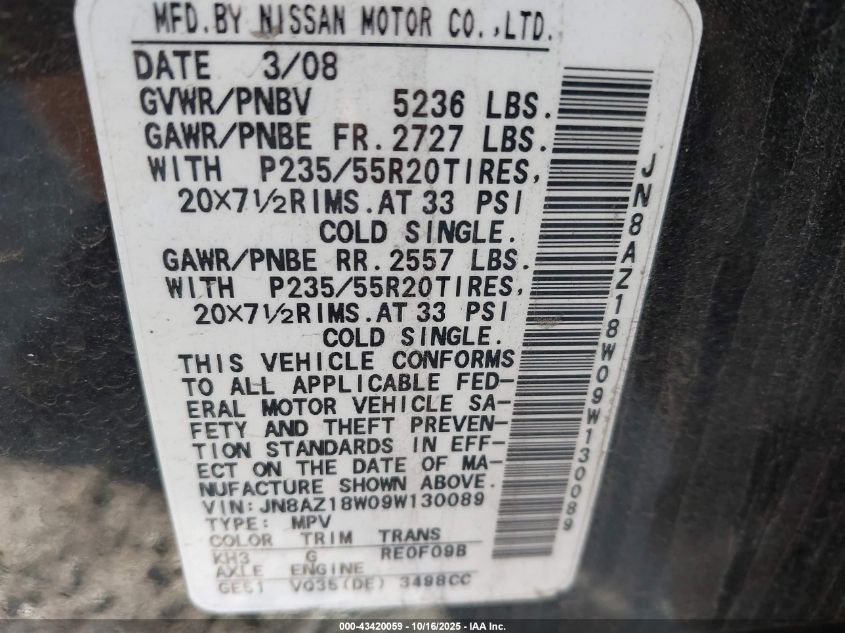 MFD.BY NISSAN MOTOR CO.,LTD.
DATE 3/08
GVWR/PNBV 5236 LBS.
GAWR/PNBE FR.2727 LBS.
WITH P235/55R20TIRES,
20X7½RIMS.AT 33 PSI
COLD SINGLE.
GAWR/PNBE RR.2557 LBS.
WITH P235/55R20TIRES,
20X7½RIMS.AT 33 PSI
COLD SINGLE.
THIS VEHICLE CONFORMS
TO ALL APPLICABLE FED-
ERAL MOTOR VEHICLE SA-
FETY AND THEFT PREVEN-
TION STANDARDS IN EFF-
ECT ON THE DATE OF MA-
NUFACTURE SHOWN ABOVE.
VIN:JN8AZ18W09W130089
TYPE: MPV
COLOR TRIM TRANS
KH3 G RE0F09B
AXLE ENGINE
GE51 VQ35(DE) 3498CC
JN8AZ18W09W130089
000-43420059 - 10/16/2025 - IAA Inc.